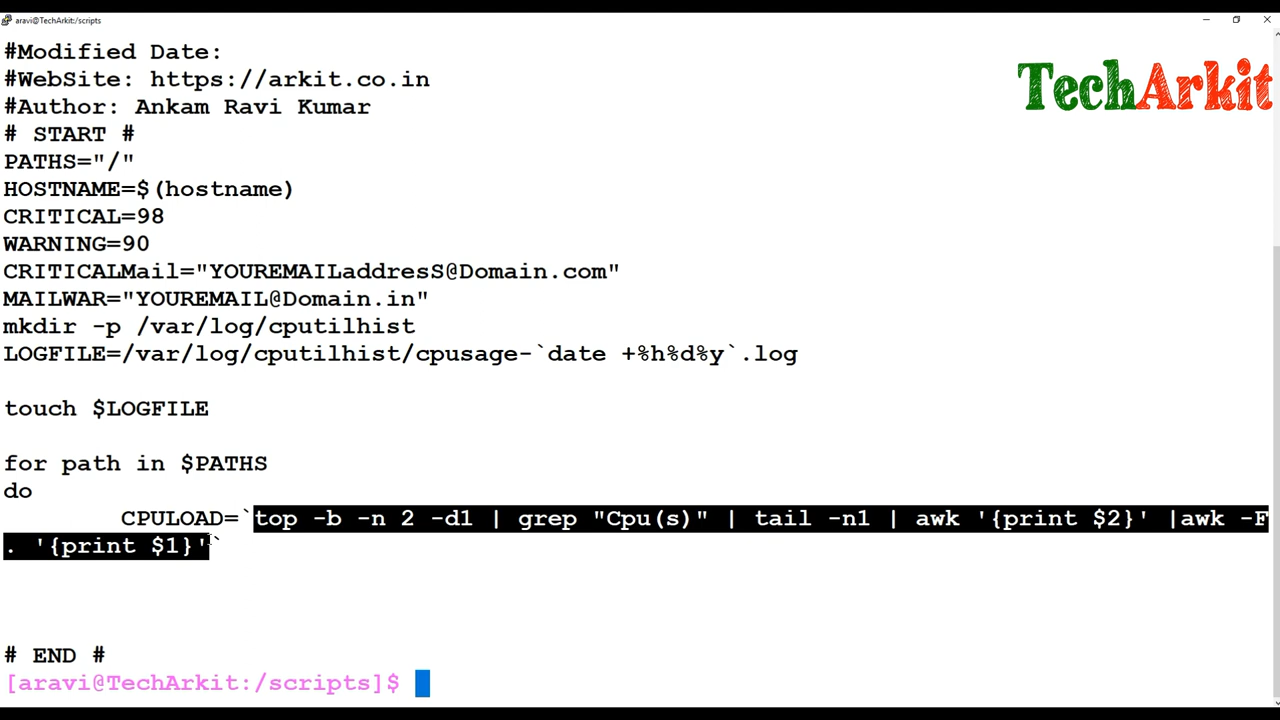 aravi@TechArkit:/scripts
#Modified Date:
#WebSite: https://arkit.co.in
#Author: Ankam Ravi Kumar
TechArkit
# START #
PATHS="/"
HOSTNAME=$(hostname)
CRITICAL=98
WARNING=90
CRITICALMail="YOUREMAILaddresS@Domain.com"
MAILWAR="YOUREMAIL@Domain.in"
mkdir -p /var/log/cputilhist
LOGFILE=/var/log/cputilhist/cpusage-`date +%h%d%y`.log
touch $LOGFILE
for path in $PATHS
do
CPULOAD=`top -b -n 2 -d1 | grep "Cpu(s)" | tail -n1 | awk '{print $2}' |awk -F
. '{print $1}'`
# END #
[aravi@TechArkit:/scripts]$